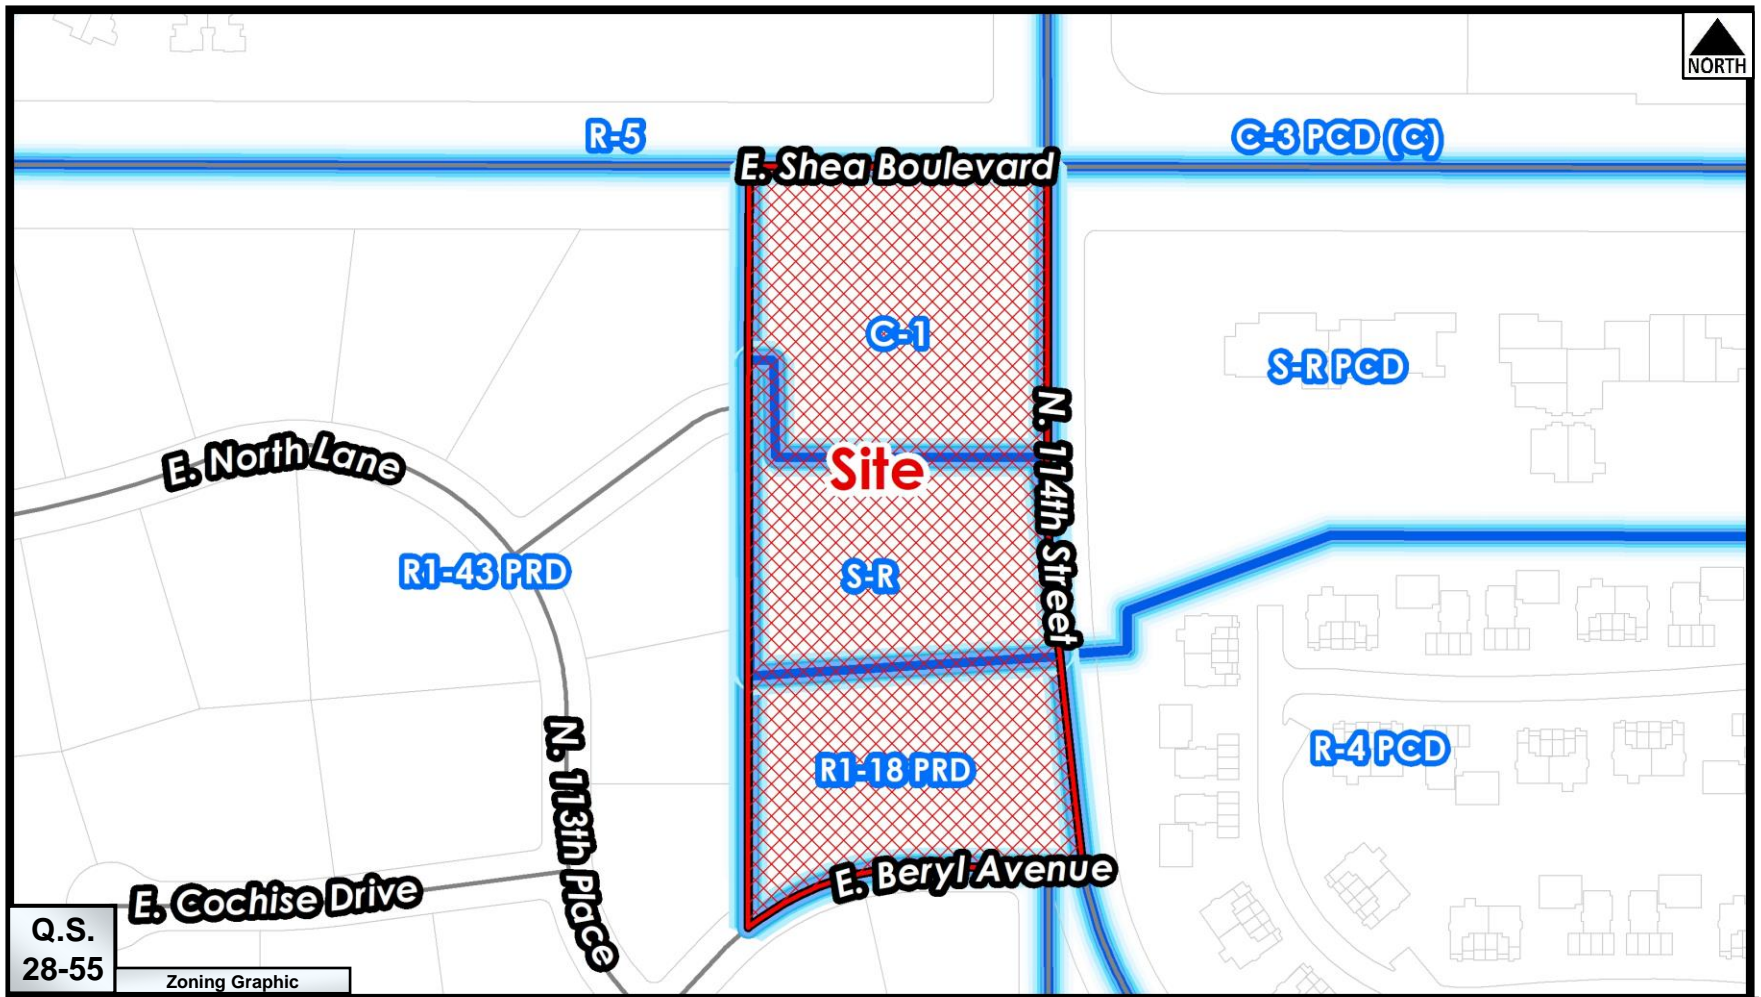 NORTH
R-5
C-3 PCD (C)
E. Shea Boulevard
C-1
S-R PCD
N. 114th Street
E. North Lane
Site
R1-43 PRD
S-R
R-4 PCD
R1-18 PRD
N. 113th Place
E. Beryl Avenue
E. Cochise Drive
Q.S.
28-55
Zoning Graphic